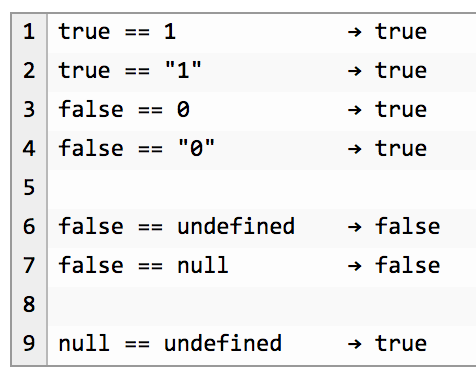 1 true == 1 → true
2 true == "1" → true
3 false == 0 → true
4 false == "0" → true
5
6 false == undefined → false
7 false == null → false
8
9 null == undefined → true